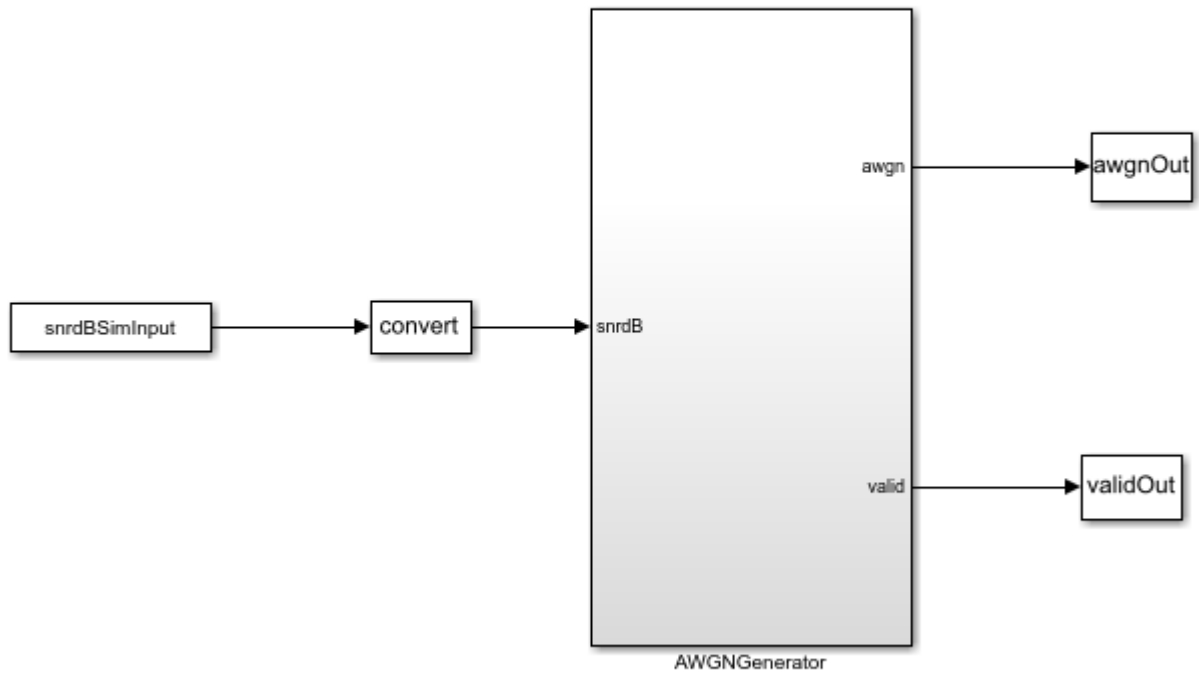 awgn
awgnOut
snrdBSimInput
convert
snrdB
valid
validOut
AWGNGenerator